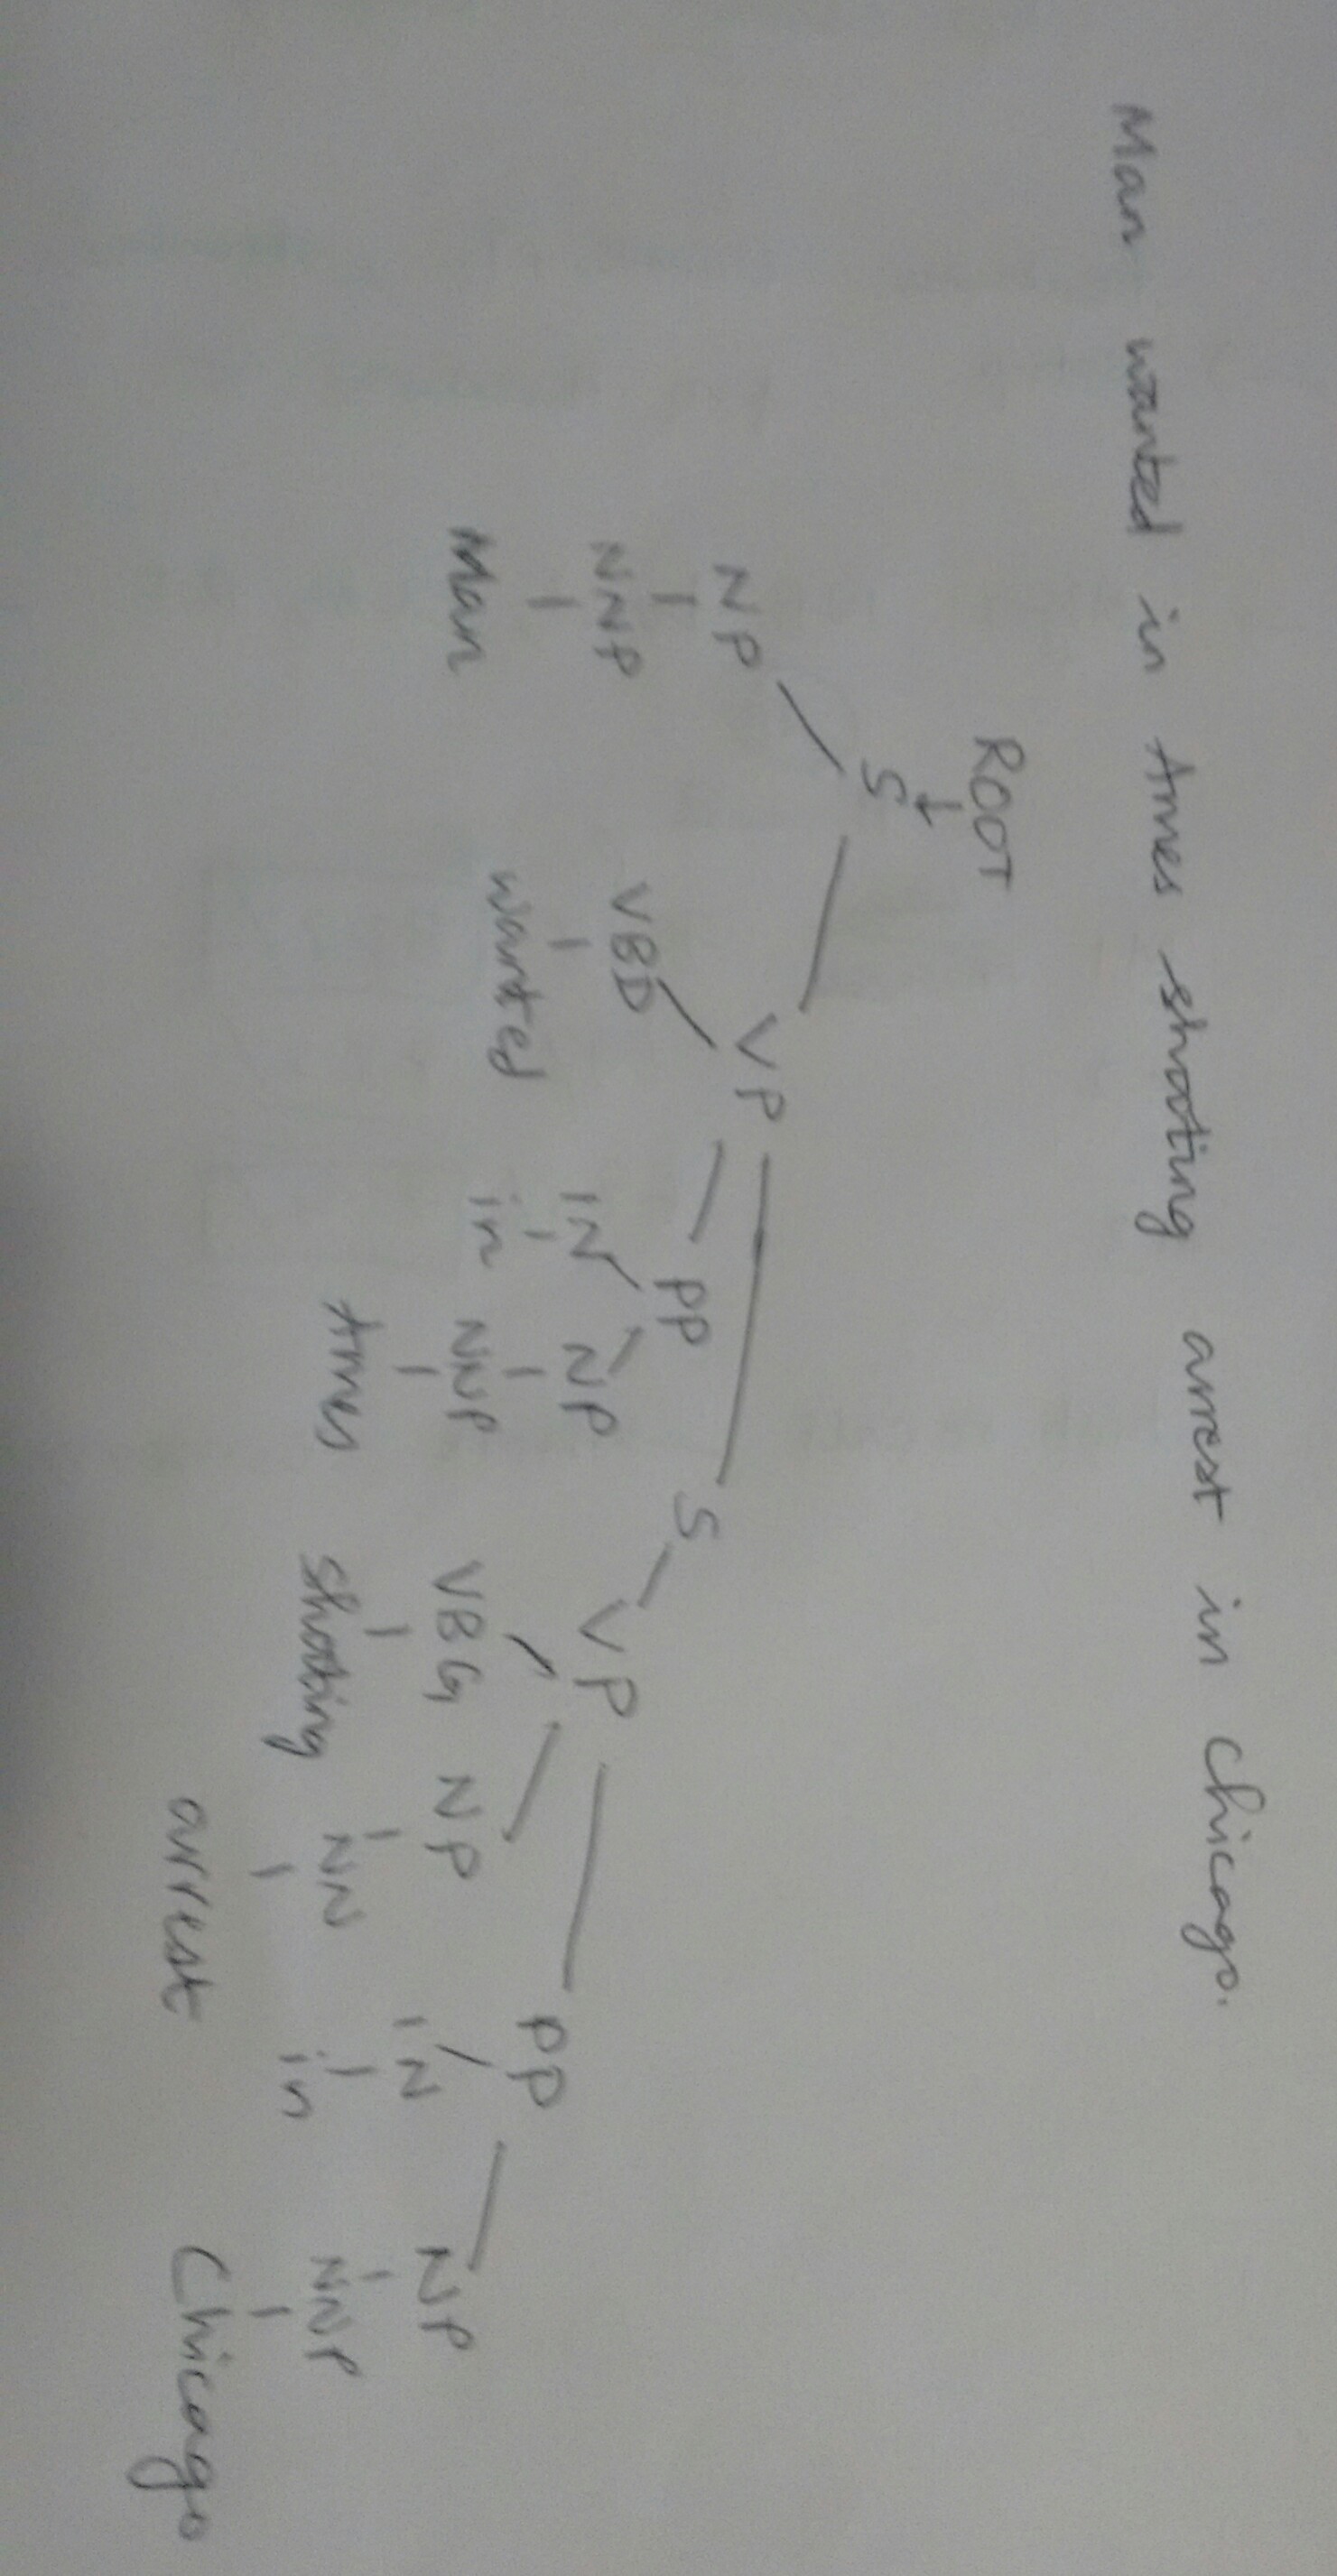 Man wanted in Ames shooting arrest in Chicago.
ROOT
S
NP VP S
VBD PP VP
NNP IN NP PP
Man wanted in NNP VBG NP IN NP
Ames shooting NN in NNP
arrest Chicago